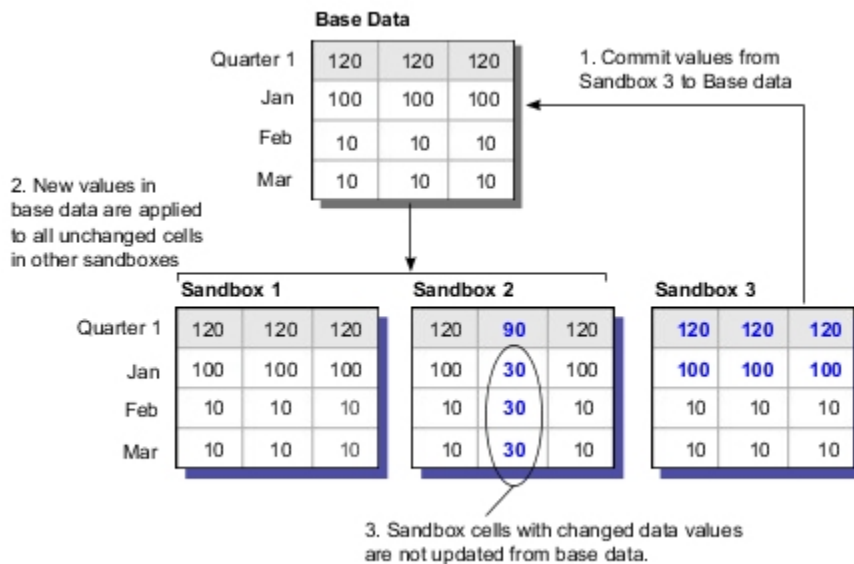 Base Data
Quarter 1 120 120 120
Jan 100 100 100
Feb 10 10 10
Mar 10 10 10
1. Commit values from
Sandbox 3 to Base data
2. New values in
base data are applied
to all unchanged cells
in other sandboxes
Sandbox 1 Sandbox 2 Sandbox 3
Quarter 1 120 120 120 120 90 120 120 120 120
Jan 100 100 100 100 30 100 100 100 100
Feb 10 10 10 10 30 10 10 10 10
Mar 10 10 10 10 30 10 10 10 10
3. Sandbox cells with changed data values
are not updated from base data.